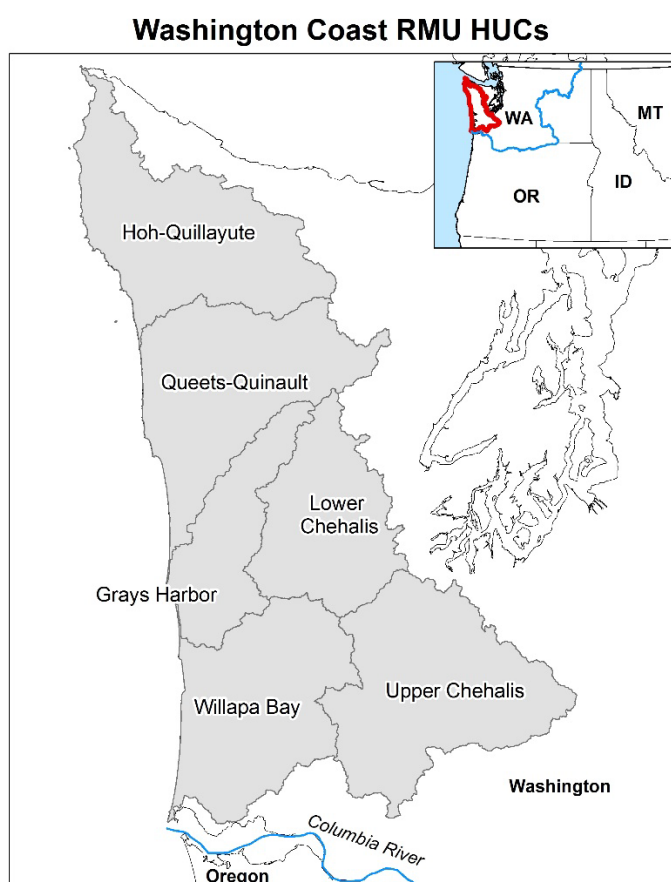 Washington Coast RMU HUCs
WA
MT
OR
ID
Hoh-Quillayute
Queets-Quinault
Lower
Chehalis
Grays Harbor
Willapa Bay
Upper Chehalis
Washington
Columbia River
Oregon